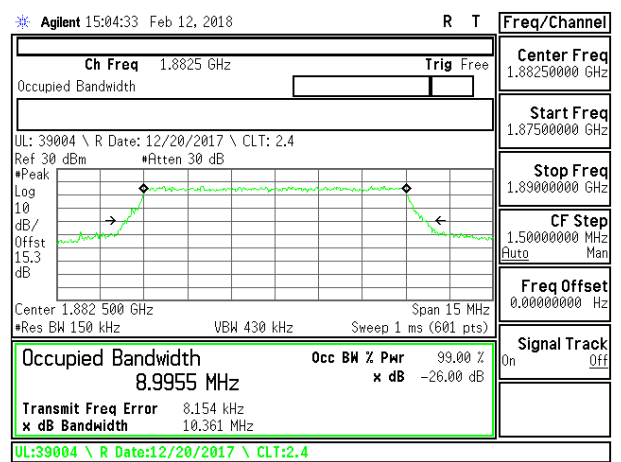 Agilent 15:04:33 Feb 12, 2018 R T Freq/Channel
Ch Freq 1.8825 GHz Trig Free
Occupied Bandwidth
Center Freq
1.88250000 GHz
Start Freq
1.87500000 GHz
UL: 39004 \ R Date: 12/20/2017 \ CLT: 2.4
Ref 30 dBm #Atten 30 dB
#Peak
Log
10
dB/
Offst
15.3
dB
Stop Freq
1.89000000 GHz
CF Step
1.50000000 MHz
Auto Man
Freq Offset
0.00000000 Hz
Center 1.882 500 GHz Span 15 MHz
#Res BW 150 kHz VBW 430 kHz Sweep 1 ms (601 pts)
Signal Track
On Off
Occupied Bandwidth Occ BW % Pwr 99.00 %
8.9955 MHz x dB -26.00 dB
Transmit Freq Error 8.154 kHz
x dB Bandwidth 10.361 MHz
UL:39004 \ R Date:12/20/2017 \ CLT:2.4